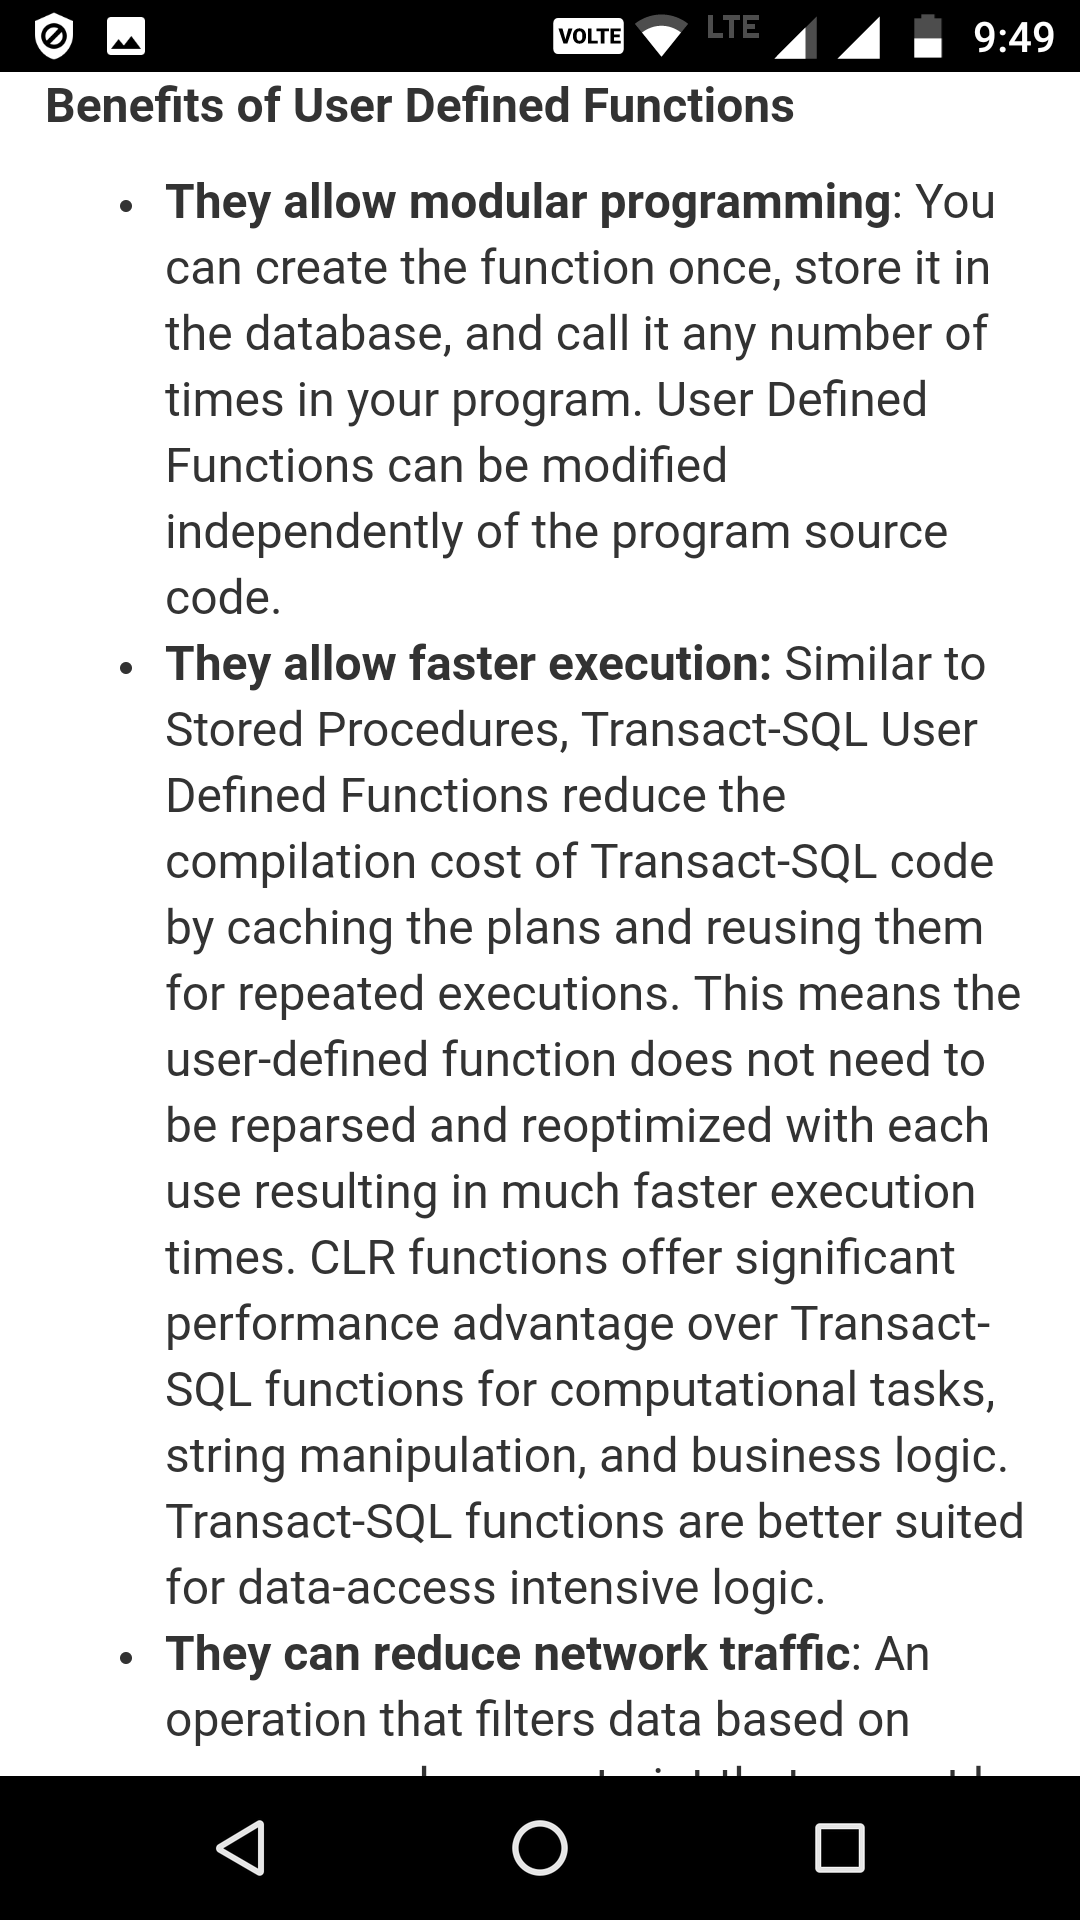 VOLTE LTE 9:49
Benefits of User Defined Functions
• They allow modular programming: You
can create the function once, store it in
the database, and call it any number of
times in your program. User Defined
Functions can be modified
independently of the program source
code.
• They allow faster execution: Similar to
Stored Procedures, Transact-SQL User
Defined Functions reduce the
compilation cost of Transact-SQL code
by caching the plans and reusing them
for repeated executions. This means the
user-defined function does not need to
be reparsed and reoptimized with each
use resulting in much faster execution
times. CLR functions offer significant
performance advantage over Transact-
SQL functions for computational tasks,
string manipulation, and business logic.
Transact-SQL functions are better suited
for data-access intensive logic.
• They can reduce network traffic: An
operation that filters data based on